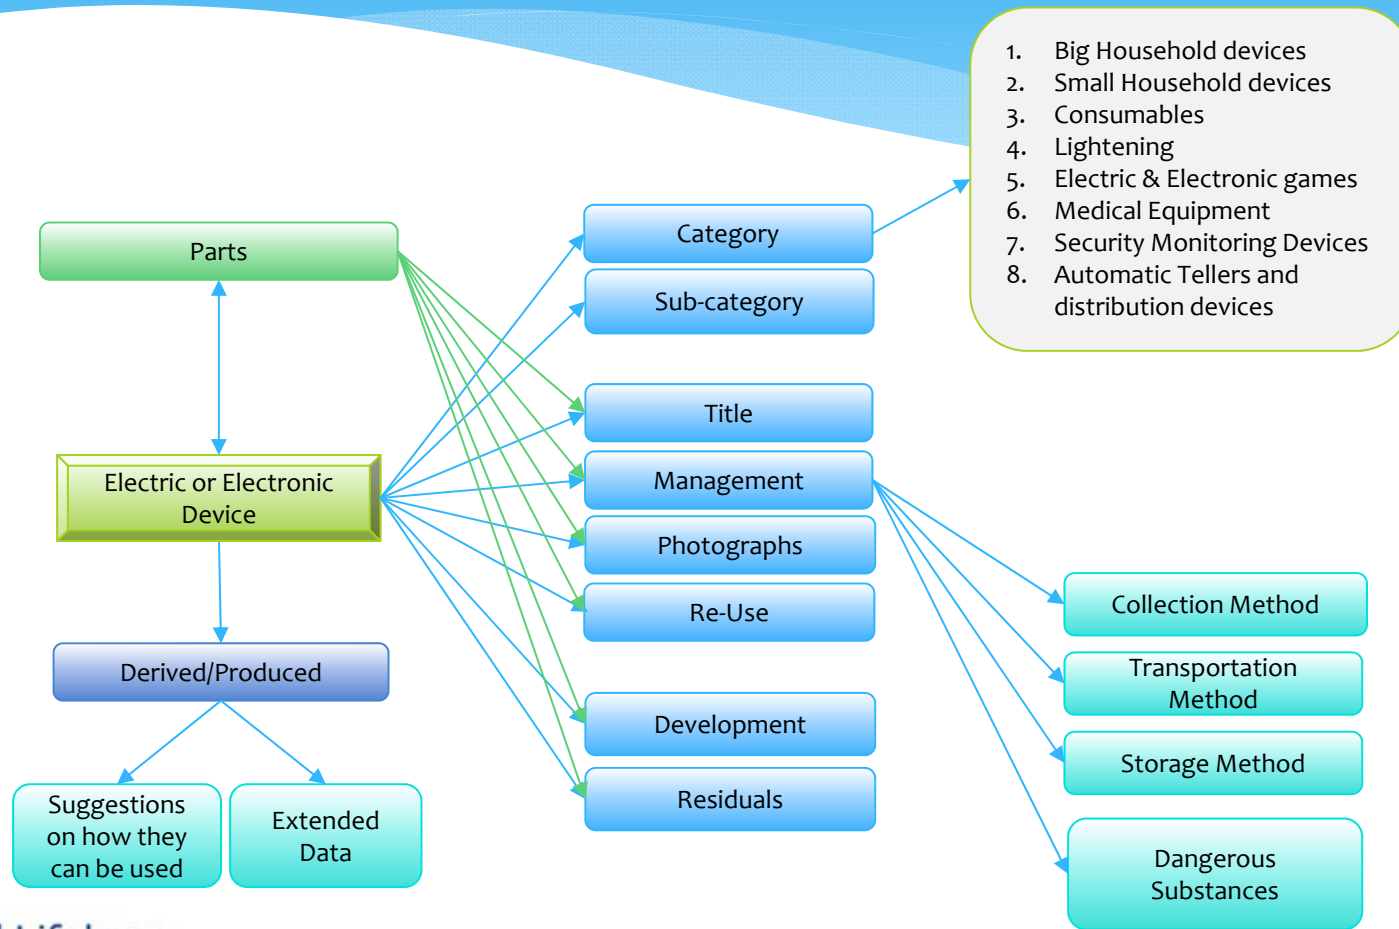 1. Big Household devices
2. Small Household devices
3. Consumables
4. Lightening
5. Electric & Electronic games
6. Medical Equipment
7. Security Monitoring Devices
8. Automatic Tellers and
distribution devices
Parts
Category
Sub-category
Title
Electric or Electronic
Device
Management
Photographs
Re-Use
Collection Method
Derived/Produced
Transportation
Method
Development
Storage Method
Residuals
Suggestions
on how they
can be used
Extended
Data
Dangerous
Substances